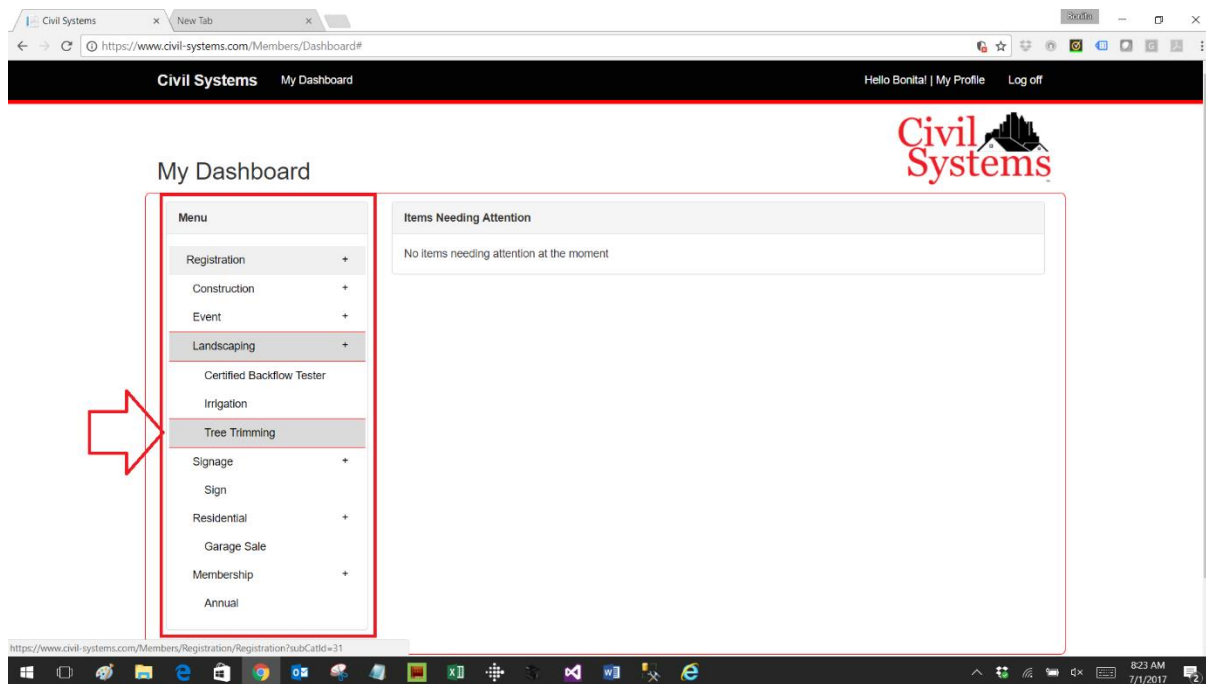 Civil Systems
New Tab
Bonita
https://www.civil-systems.com/Members/Dashboard#
Civil Systems My Dashboard Hello Bonita! | My Profile Log off
Civil
Systems
My Dashboard
Menu
Registration +
Construction +
Event +
Landscaping +
Certified Backflow Tester
Irrigation
Tree Trimming
Signage +
Sign
Residential +
Garage Sale
Membership +
Annual
Items Needing Attention
No items needing attention at the moment
https://www.civil-systems.com/Members/Registration/Registration?subCatId=31
8:23 AM
7/1/2017